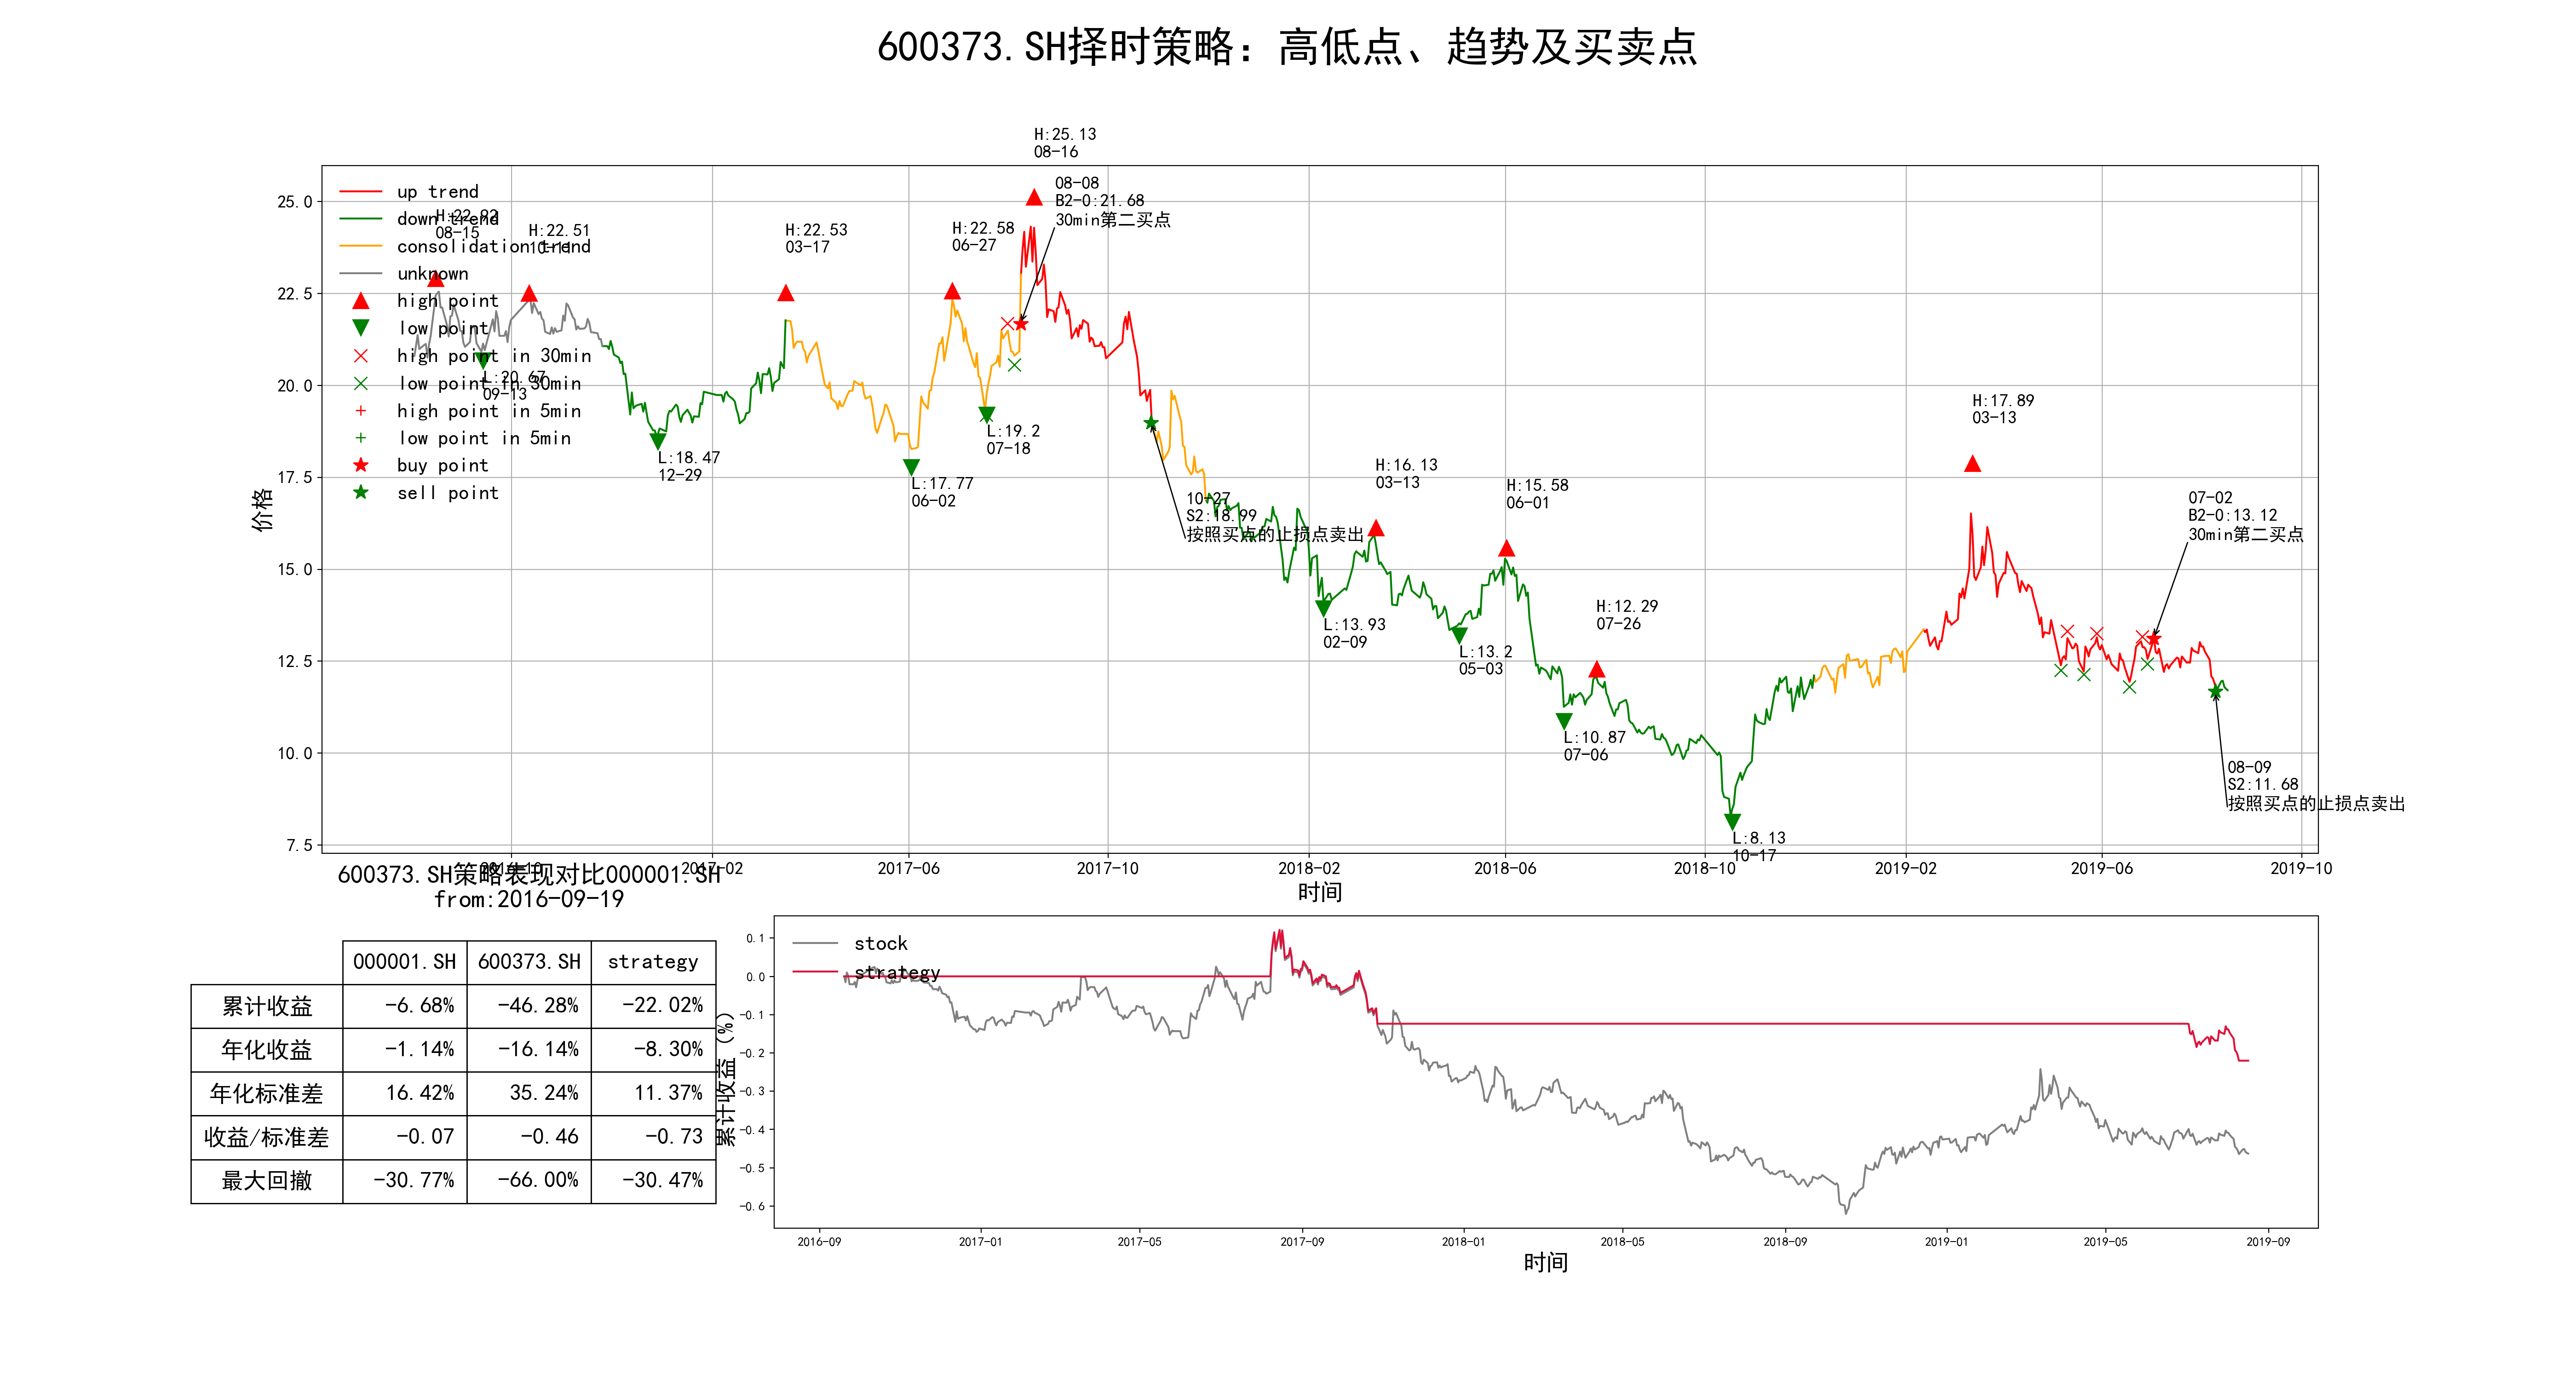 600373.SH择时策略：高低点、趋势及买卖点
H:25.13
08-16
up trend
down trend
consolidation trend
unknown
high point
low point
high point in 30min
low point in 30min
high point in 5min
low point in 5min
buy point
sell point
H:22.92
08-15
H:22.51
10-11
H:22.53
03-17
H:22.58
06-27
08-08
B2-0:21.68
30min第二买点
L:20.67
09-13
L:18.47
12-29
L:17.77
06-02
L:19.2
07-18
10-27
S2:18.99
按照买点的止损点卖出
H:16.13
03-13
H:15.58
06-01
L:13.93
02-09
L:13.2
05-03
H:12.29
07-26
L:10.87
07-06
L:8.13
10-17
H:17.89
03-13
07-02
B2-0:13.12
30min第二买点
08-09
S2:11.68
按照买点的止损点卖出
价格
25.0
22.5
20.0
17.5
15.0
12.5
10.0
7.5
2016-10
2017-02
2017-06
2017-10
2018-02
2018-06
2018-10
2019-02
2019-06
2019-10
时间
600373.SH策略表现对比000001.SH
from:2016-09-19
000001.SH 600373.SH strategy
累计收益 -6.68% -46.28% -22.02%
年化收益 -1.14% -16.14% -8.30%
年化标准差 16.42% 35.24% 11.37%
收益/标准差 -0.07 -0.46 -0.73
最大回撤 -30.77% -66.00% -30.47%
stock
strategy
累计收益（%）
0.1
0.0
-0.1
-0.2
-0.3
-0.4
-0.5
-0.6
2016-09
2017-01
2017-05
2017-09
2018-01
2018-05
2018-09
2019-01
2019-05
2019-09
时间